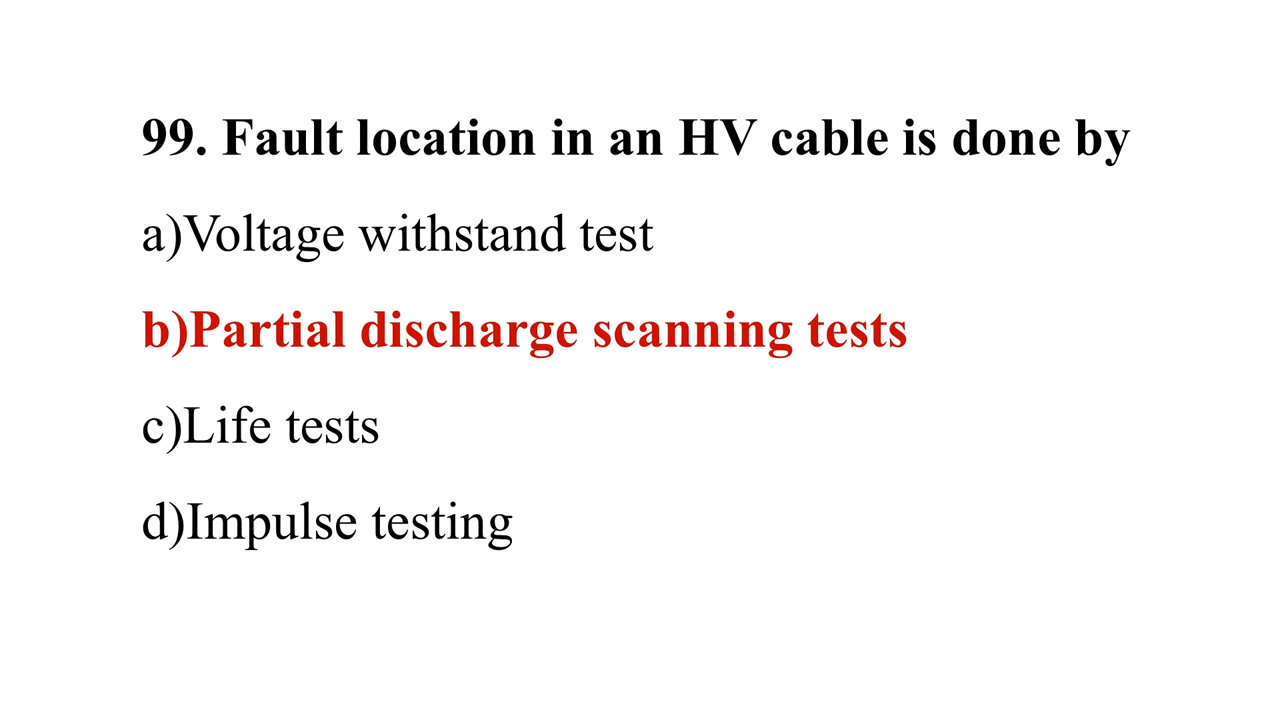 99. Fault location in an HV cable is done by
a)Voltage withstand test
b)Partial discharge scanning tests
c)Life tests
d)Impulse testing